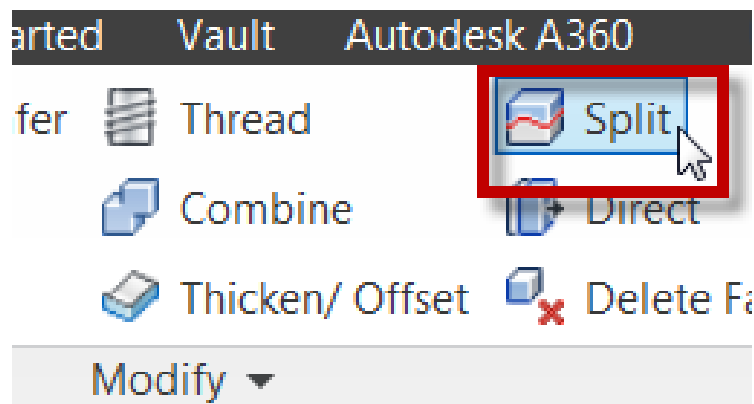 arted Vault Autodesk A360
fer Thread Split
Combine Direct
Thicken/ Offset Delete Fa
Modify